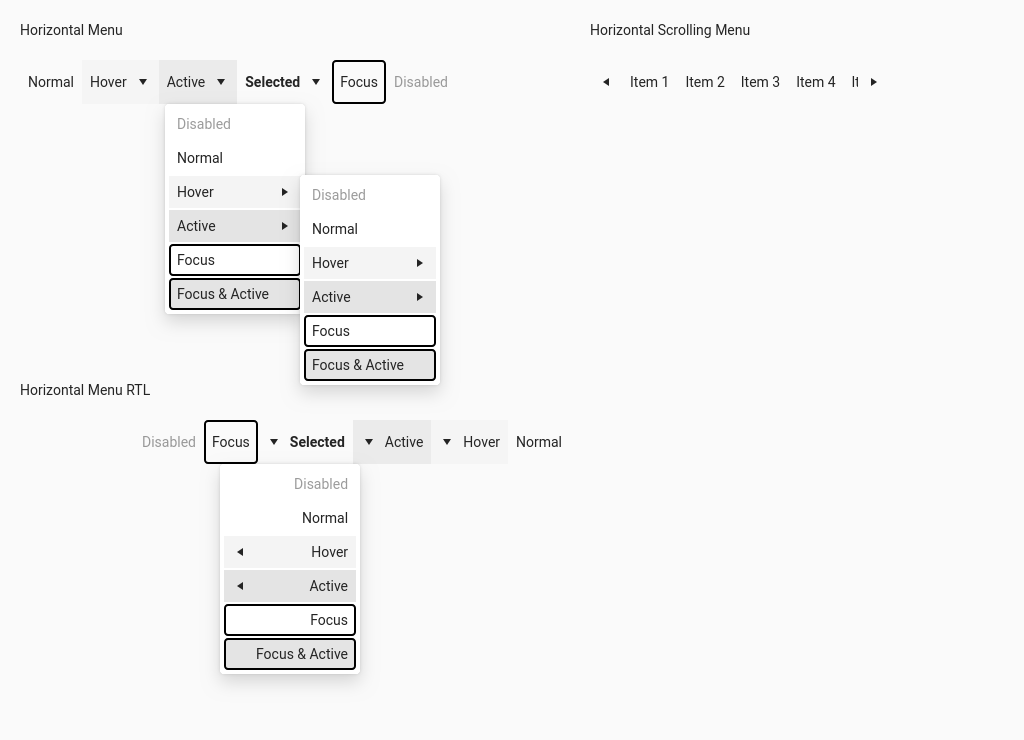 Horizontal Menu
Horizontal Scrolling Menu
Normal Hover Active Selected Focus Disabled
Item 1 Item 2 Item 3 Item 4
Disabled
Normal
Hover
Active
Focus
Focus & Active
Disabled
Normal
Hover
Active
Focus
Focus & Active
Horizontal Menu RTL
Disabled Focus Selected Active Hover Normal
Disabled
Normal
Hover
Active
Focus
Focus & Active